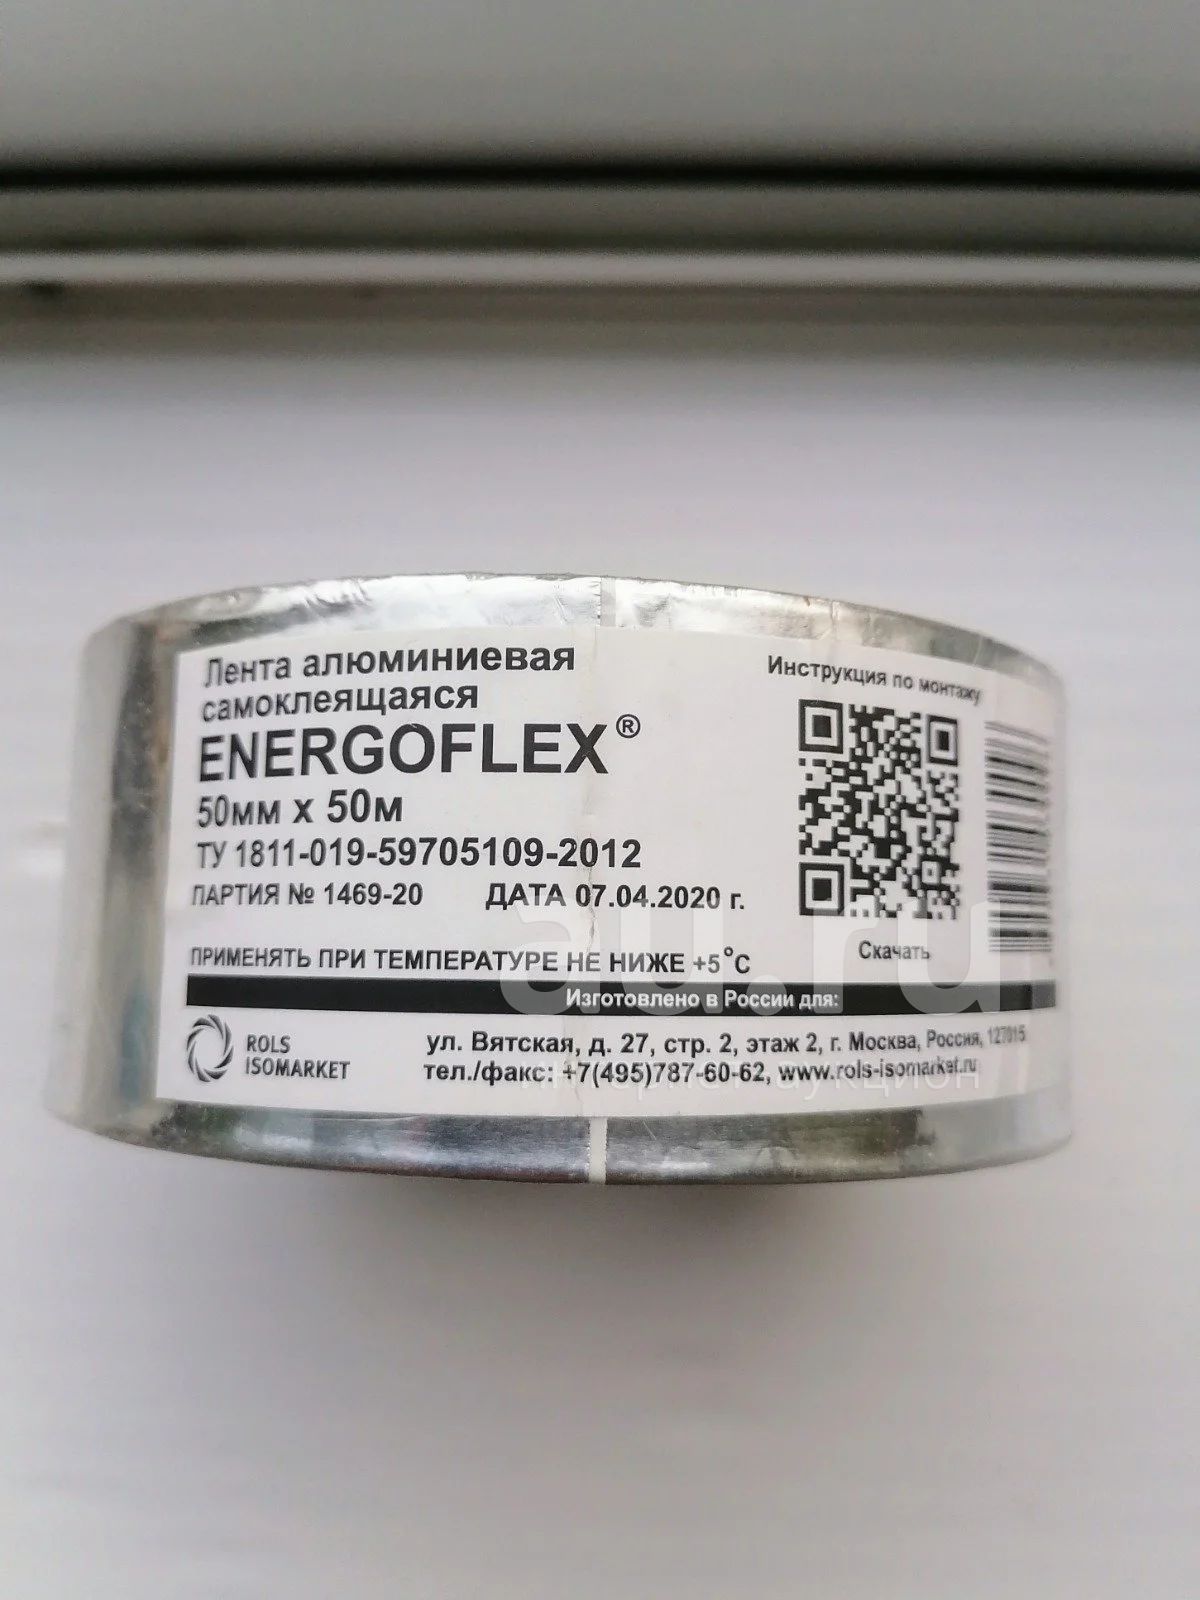 Лента алюминиевая
самоклеящаяся
ENERGOFLEX®
50мм x 50м
ТУ 1811-019-59705109-2012
ПАРТИЯ № 1469-20 ДАТА 07.04.2020 г.
ПРИМЕНЯТЬ ПРИ ТЕМПЕРАТУРЕ НЕ НИЖЕ +5°С
Инструкция по монтажу
Скачать
Изготовлено в России для:
ROLS
ISOMARKET
ул. Вятская, д. 27, стр. 2, этаж 2, г. Москва, Россия, 127015
тел./факс: +7(495)787-60-62, www.rols-isomarket.ru
au.ru
интернет-аукцион